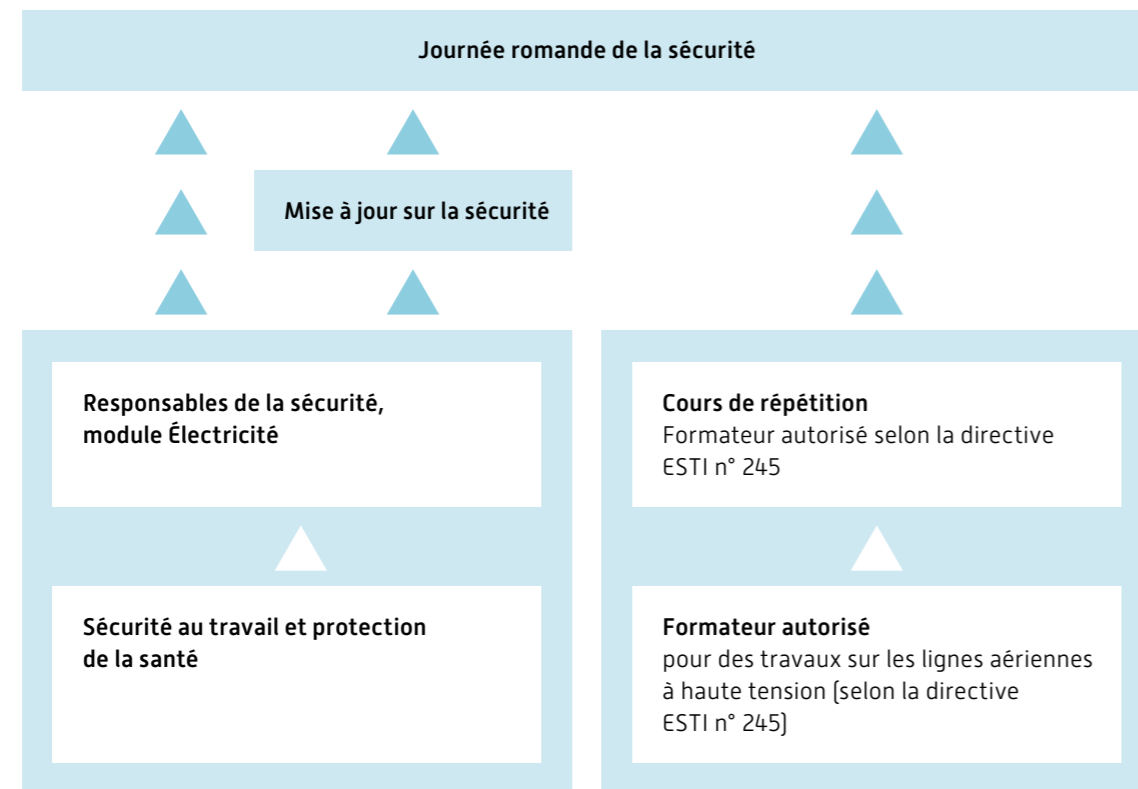 Journée romande de la sécurité
Mise à jour sur la sécurité
Responsables de la sécurité,
module Électricité
Sécurité au travail et protection
de la santé
Cours de répétition
Formateur autorisé selon la directive
ESTI n° 245
Formateur autorisé
pour des travaux sur les lignes aériennes
à haute tension (selon la directive
ESTI n° 245)